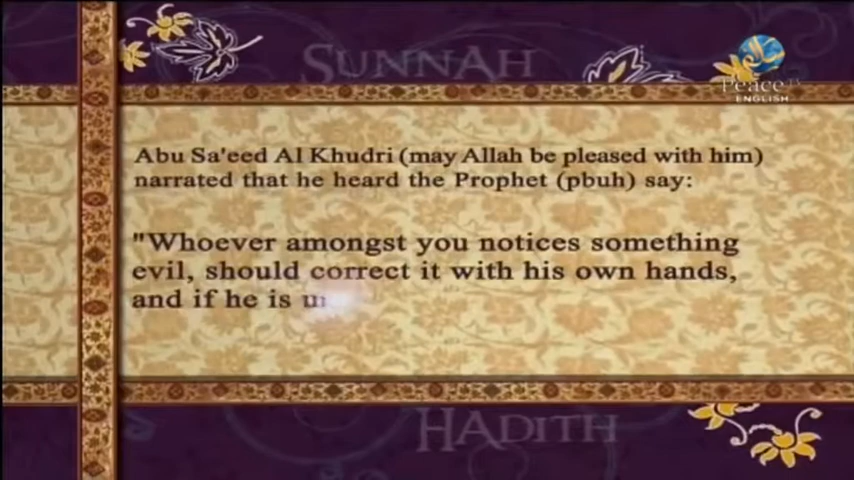 SUNNAH
Peace TV
ENGLISH
Abu Sa'eed Al Khudri (may Allah be pleased with him)
narrated that he heard the Prophet (pbuh) say:
"Whoever amongst you notices something
evil, should correct it with his own hands,
and if he is
HADITH